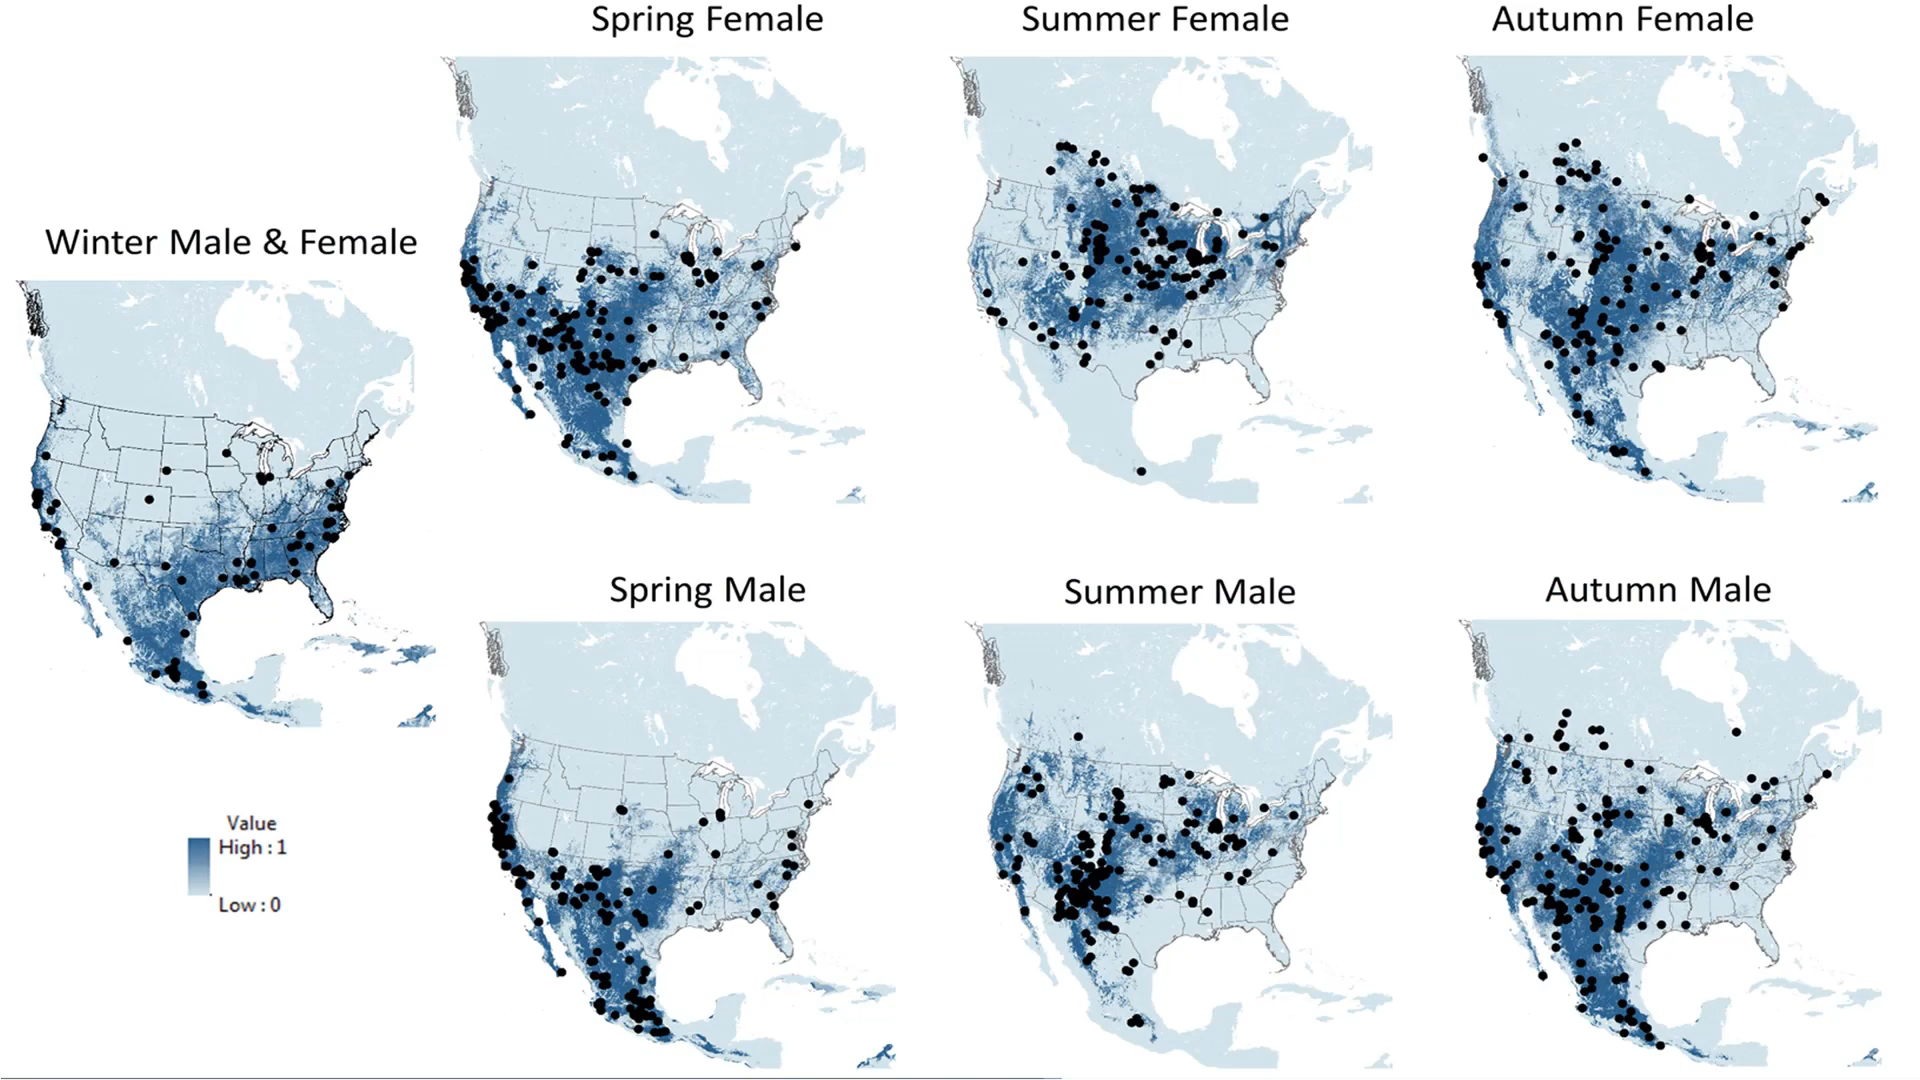 Spring Female
Summer Female
Autumn Female
Winter Male & Female
Spring Male
Summer Male
Autumn Male
Value
High : 1
Low : 0